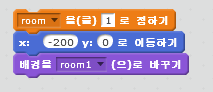 room 을(를) 1 로 정하기
x: -200 y: 0 로 이동하기
배경을 room1 (으)로 바꾸기